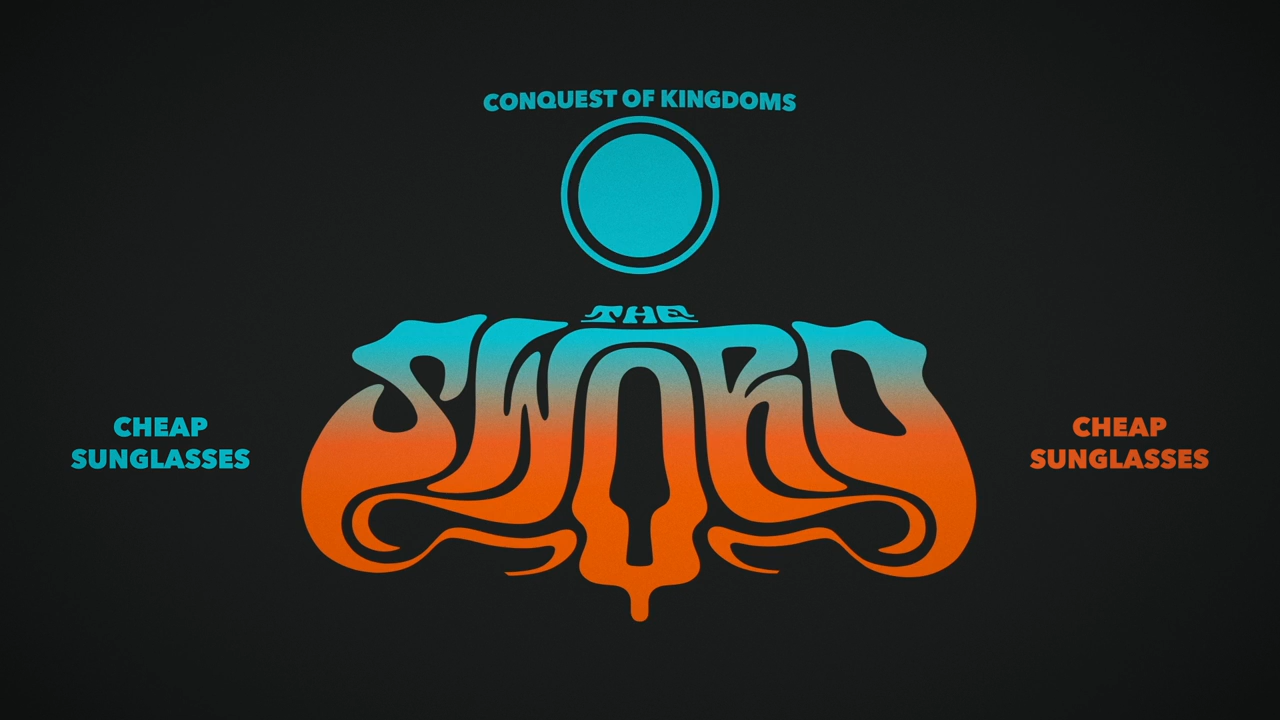 CONQUEST OF KINGDOMS
THE
SWORD
CHEAP
SUNGLASSES
CHEAP
SUNGLASSES